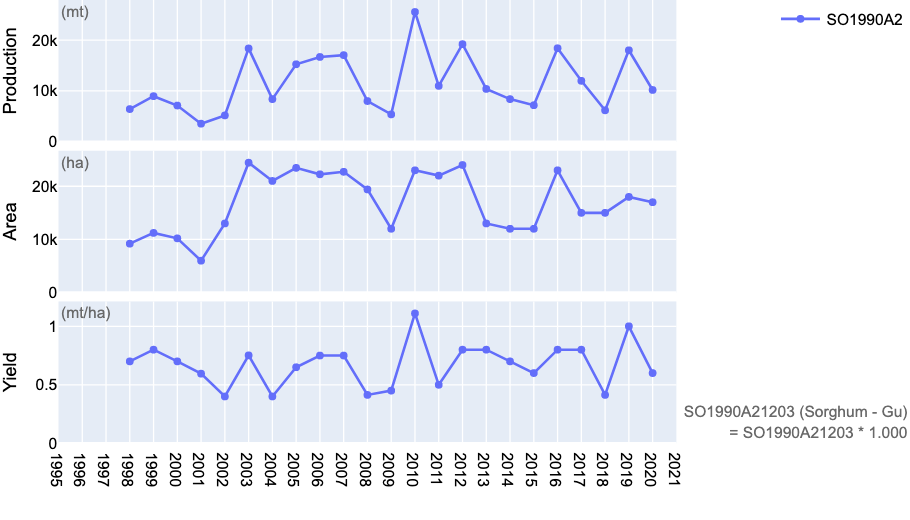 (mt)
SO1990A2
Production
20k
10k
0
(ha)
Area
20k
10k
0
(mt/ha)
Yield
1
0.5
0
SO1990A21203 (Sorghum - Gu)
= SO1990A21203 * 1.000
1995
1996
1997
1998
1999
2000
2001
2002
2003
2004
2005
2006
2007
2008
2009
2010
2011
2012
2013
2014
2015
2016
2017
2018
2019
2020
2021